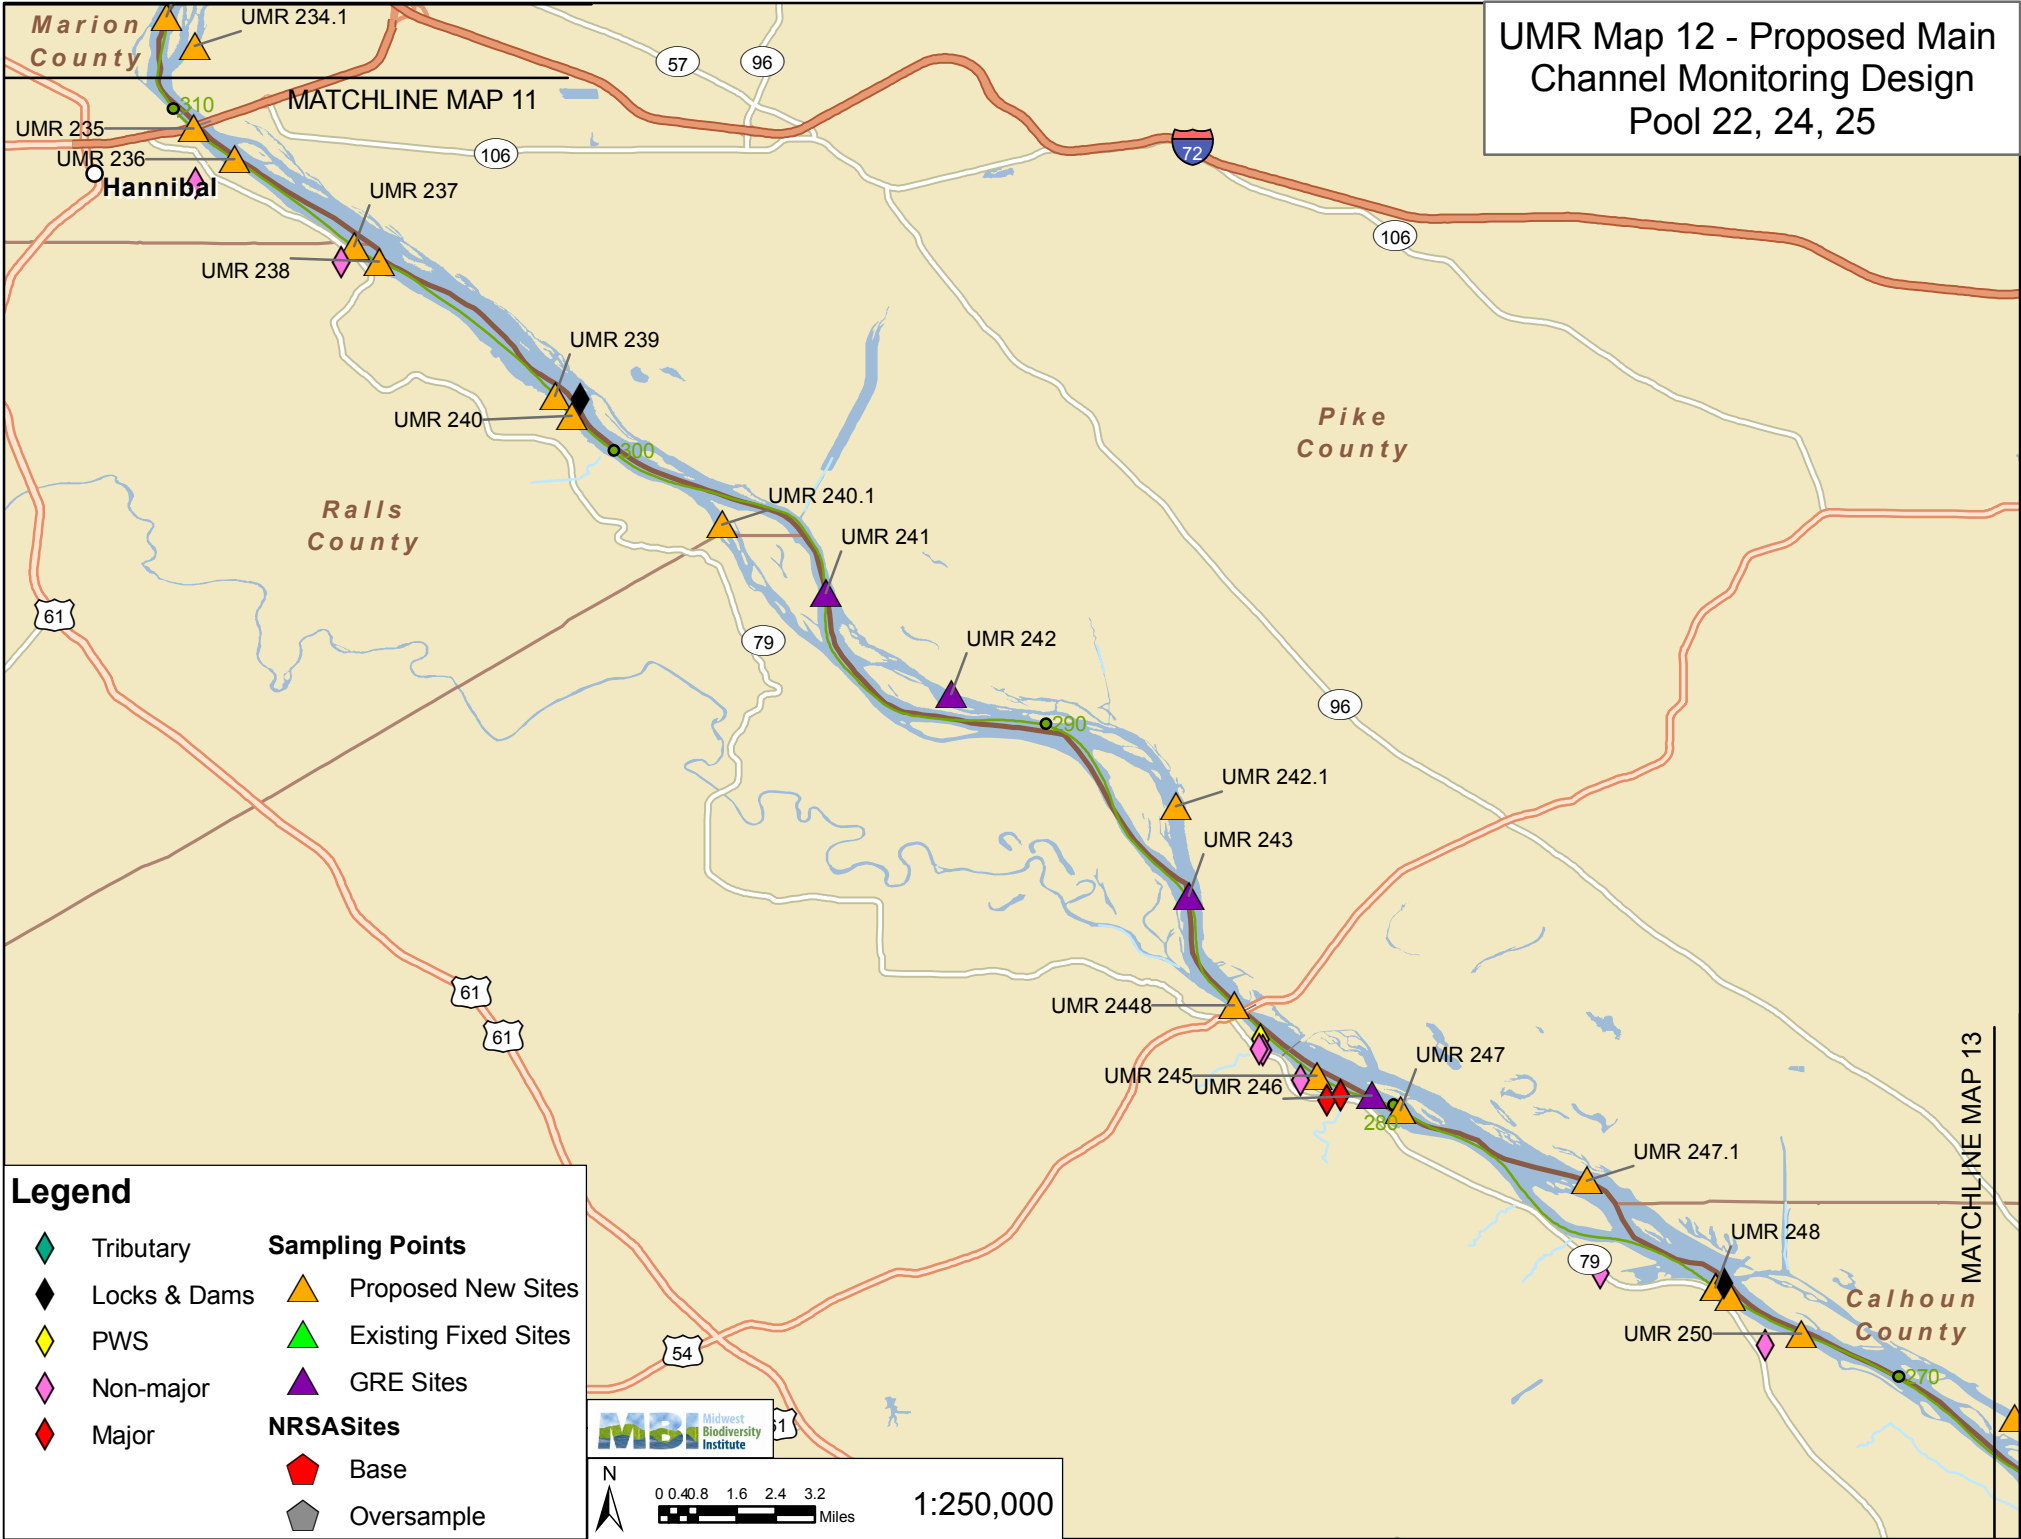 UMR Map 12 - Proposed Main
Channel Monitoring Design
Pool 22, 24, 25
Marion
County
UMR 234.1
57
96
MATCHLINE MAP 11
310
UMR 235
UMR 236
Hannibal
106
72
UMR 237
106
UMR 238
UMR 239
UMR 240
300
Pike
County
Ralls
County
UMR 240.1
UMR 241
61
79
UMR 242
96
290
UMR 242.1
UMR 243
61
UMR 2448
61
UMR 245
UMR 246
UMR 247
280
MATCHLINE MAP 13
UMR 247.1
UMR 248
79
Calhoun
County
UMR 250
270
54
61
Legend
Tributary
Locks & Dams
PWS
Non-major
Major
Sampling Points
Proposed New Sites
Existing Fixed Sites
GRE Sites
NRSASites
Base
Oversample
MBI Midwest
Biodiversity
Institute
N
0 0.4 0.8 1.6 2.4 3.2
Miles
1:250,000